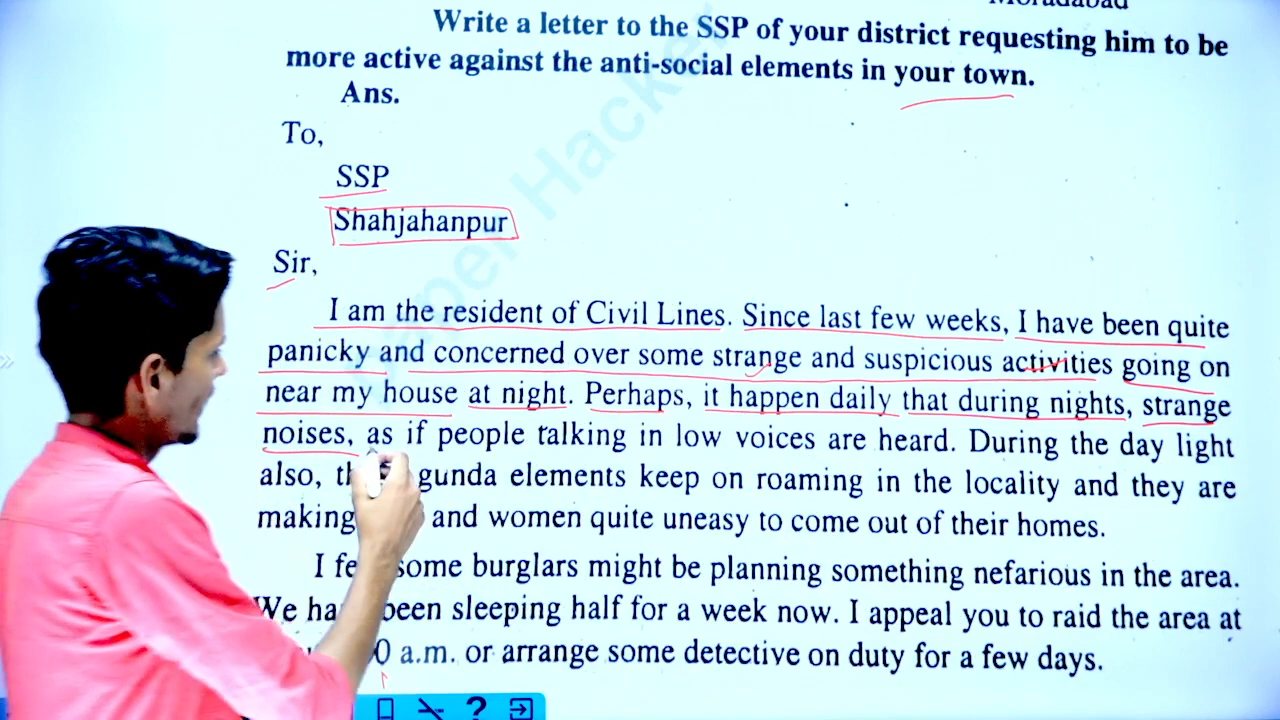 Moradabad
Write a letter to the SSP of your district requesting him to be
more active against the anti-social elements in your town.
Ans.
To,
SSP
Shahjahanpur
Sir,
I am the resident of Civil Lines. Since last few weeks, I have been quite
panicky and concerned over some strange and suspicious activities going on
near my house at night. Perhaps, it happen daily that during nights, strange
noises, as if people talking in low voices are heard. During the day light
also, gunda elements keep on roaming in the locality and they are
making and women quite uneasy to come out of their homes.
I some burglars might be planning something nefarious in the area.
We been sleeping half for a week now. I appeal you to raid the area at
a.m. or arrange some detective on duty for a few days.
Paper Hacker
?